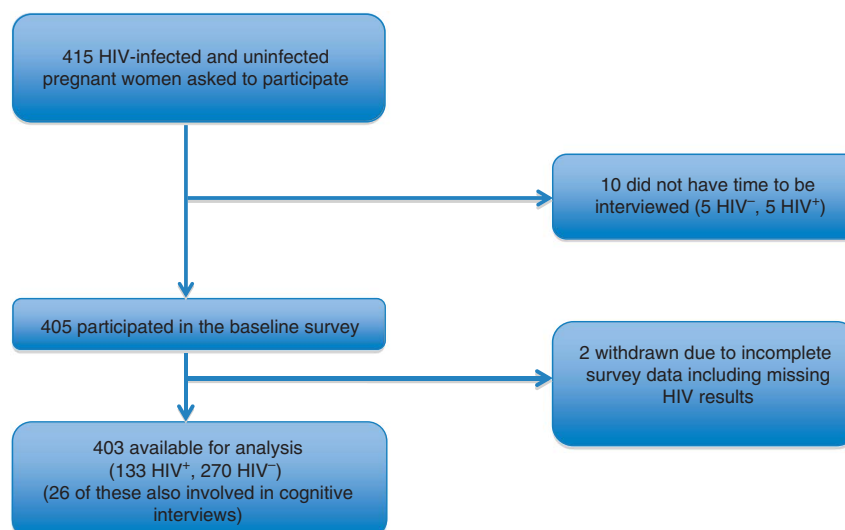 415 HIV-infected and uninfected
pregnant women asked to participate
10 did not have time to be
interviewed (5 HIV⁻, 5 HIV⁺)
405 participated in the baseline survey
2 withdrawn due to incomplete
survey data including missing
HIV results
403 available for analysis
(133 HIV⁺, 270 HIV⁻)
(26 of these also involved in cognitive
interviews)